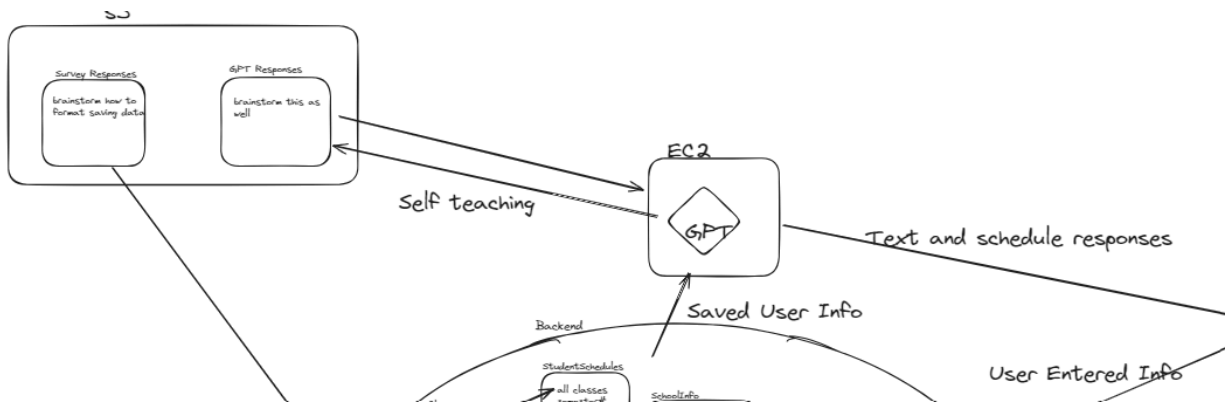 Survey Responses
GPT Responses
brainstorm how to
format saving data
brainstorm this as
well
EC2
Self teaching
GPT
Text and schedule responses
Saved User Info
Backend
StudentSchedules
all classes
SchoolInfo
User Entered Info